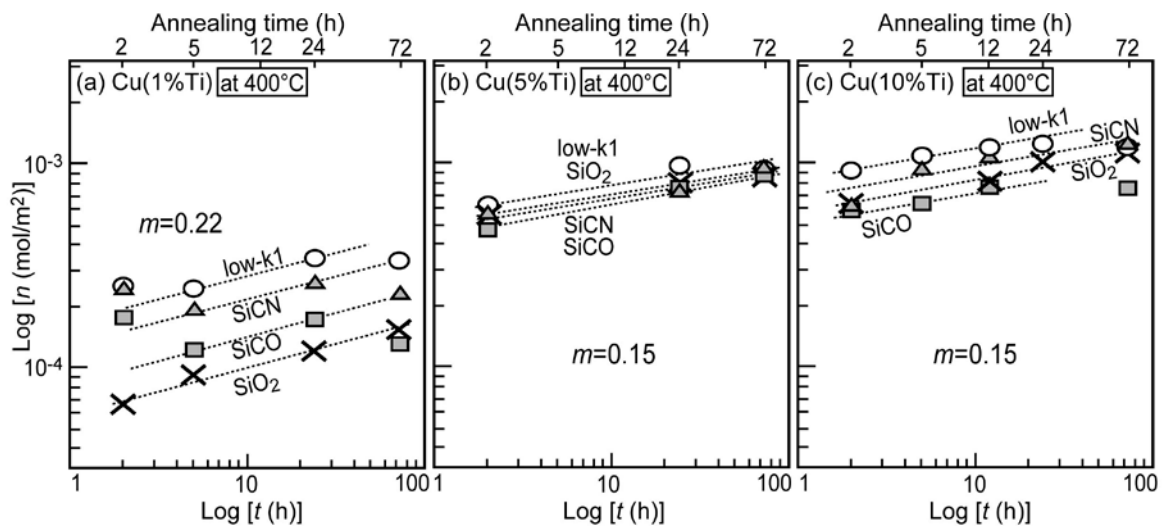 Annealing time (h) Annealing time (h) Annealing time (h)
2 5 12 24 72 2 5 12 24 72 2 5 12 24 72
(a) Cu(1%Ti) at 400°C (b) Cu(5%Ti) at 400°C (c) Cu(10%Ti) at 400°C
Log [n (mol/m²)]
10⁻³
10⁻⁴
m=0.22
low-k1
SiCN
SiCO
SiO₂
low-k1
SiO₂
SiCN
SiCO
m=0.15
low-k1
SiCN
SiO₂
SiCO
m=0.15
1 10 100 1 10 100 1 10 100
Log [t (h)] Log [t (h)] Log [t (h)]